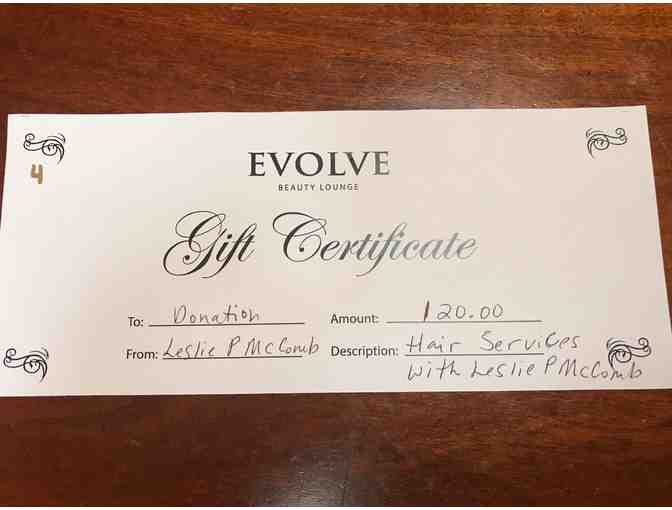 4
EVOLVE
BEAUTY LOUNGE
Gift Certificate
To: Donation Amount: 120.00
From: Leslie P McComb Description: Hair Services
with Leslie P McComb